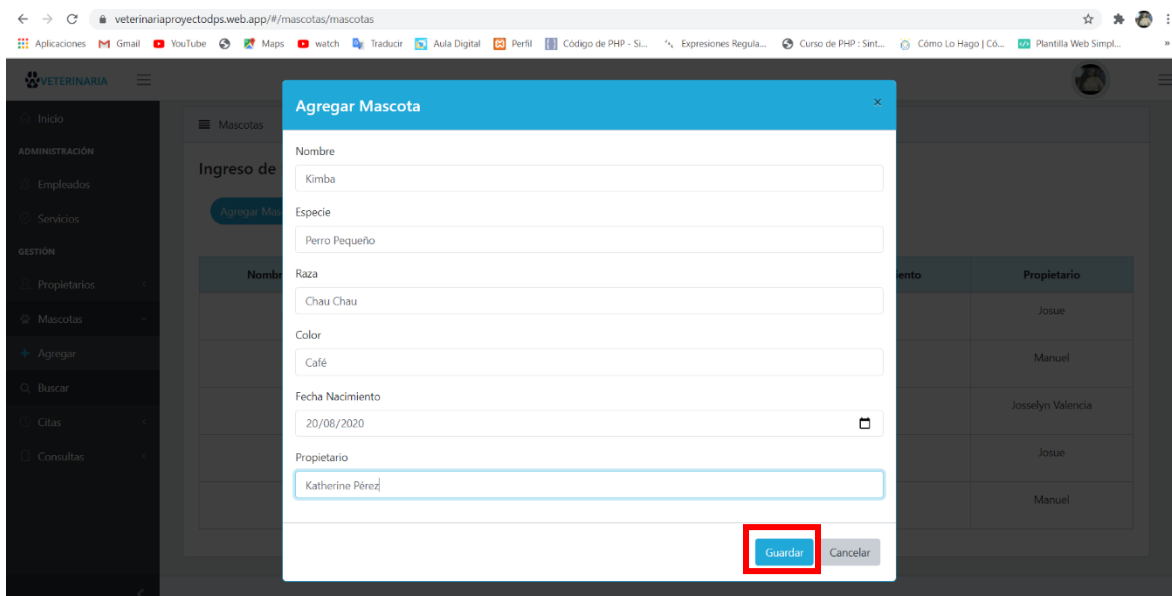 veterinariaproyectodps.web.app/#/mascotas/mascotas
Aplicaciones Gmail YouTube Maps watch Traducir Aula Digital Perfil Código de PHP - Si... Expresiones Regula... Curso de PHP : Sint... Cómo Lo Hago | Có... Plantilla Web Simpl... »
VETERINARIA
Inicio
ADMINISTRACIÓN
Empleados
Servicios
GESTIÓN
Propietarios
Mascotas
Agregar
Buscar
Citas
Consultas
Mascotas
Ingreso de
Agregar Mas
Nombr
iento
Propietario
Josue
Manuel
Josselyn Valencia
Josue
Manuel
Agregar Mascota ×
Nombre
Kimba
Especie
Perro Pequeño
Raza
Chau Chau
Color
Café
Fecha Nacimiento
20/08/2020
Propietario
Katherine Pérez
Guardar Cancelar